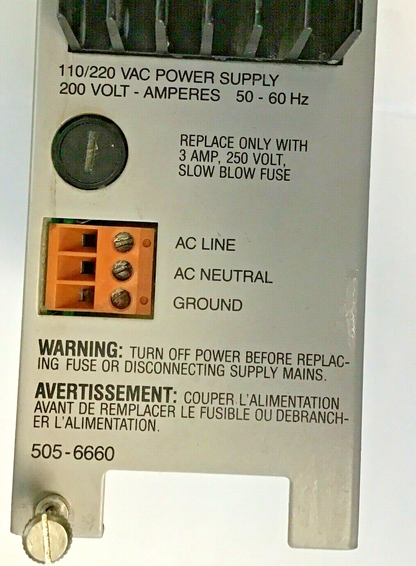 110/220 VAC POWER SUPPLY
200 VOLT - AMPERES 50 - 60 Hz
REPLACE ONLY WITH
3 AMP, 250 VOLT,
SLOW BLOW FUSE
AC LINE
AC NEUTRAL
GROUND
WARNING: TURN OFF POWER BEFORE REPLAC-
ING FUSE OR DISCONNECTING SUPPLY MAINS.
AVERTISSEMENT: COUPER L'ALIMENTATION
AVANT DE REMPLACER LE FUSIBLE OU DEBRANCH-
ER L'ALIMENTATION.
505-6660